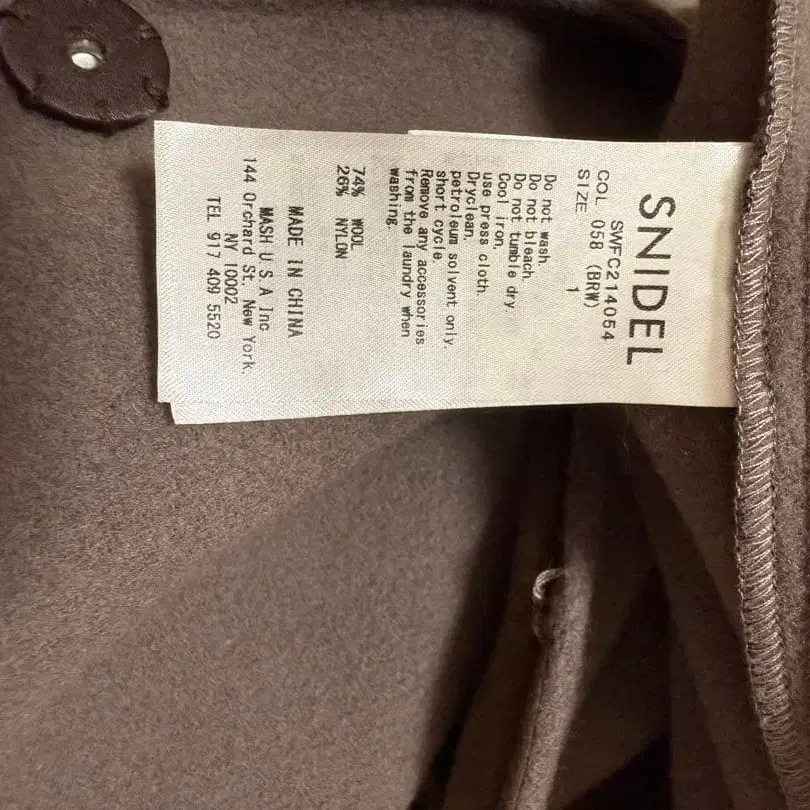 SNIDEL
SWFC214054
COL 058 (BRW)
SIZE 1
Do not wash.
Do not bleach.
Do not tumble dry.
Cool iron.
use press cloth.
Dryclean.
petroleum solvent only.
short cycle.
Remove any accessories
from the laundry when
washing.
74% WOOL
26% NYLON
MADE IN CHINA
MASH U S A Inc
144 Orchard St. New York,
NY 10002
TEL 917 409 5520